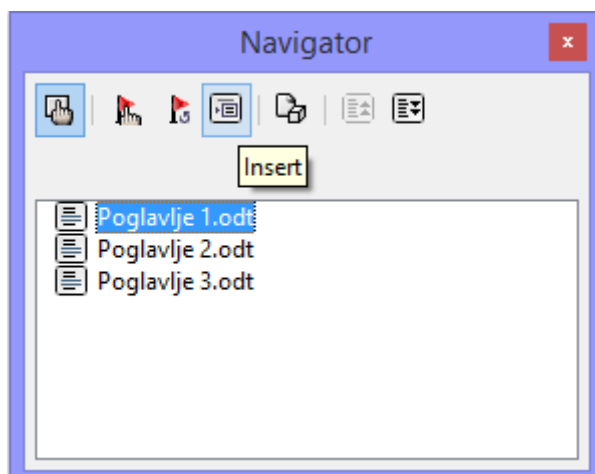 Navigator
x
Insert
Poglavlje 1.odt
Poglavlje 2.odt
Poglavlje 3.odt